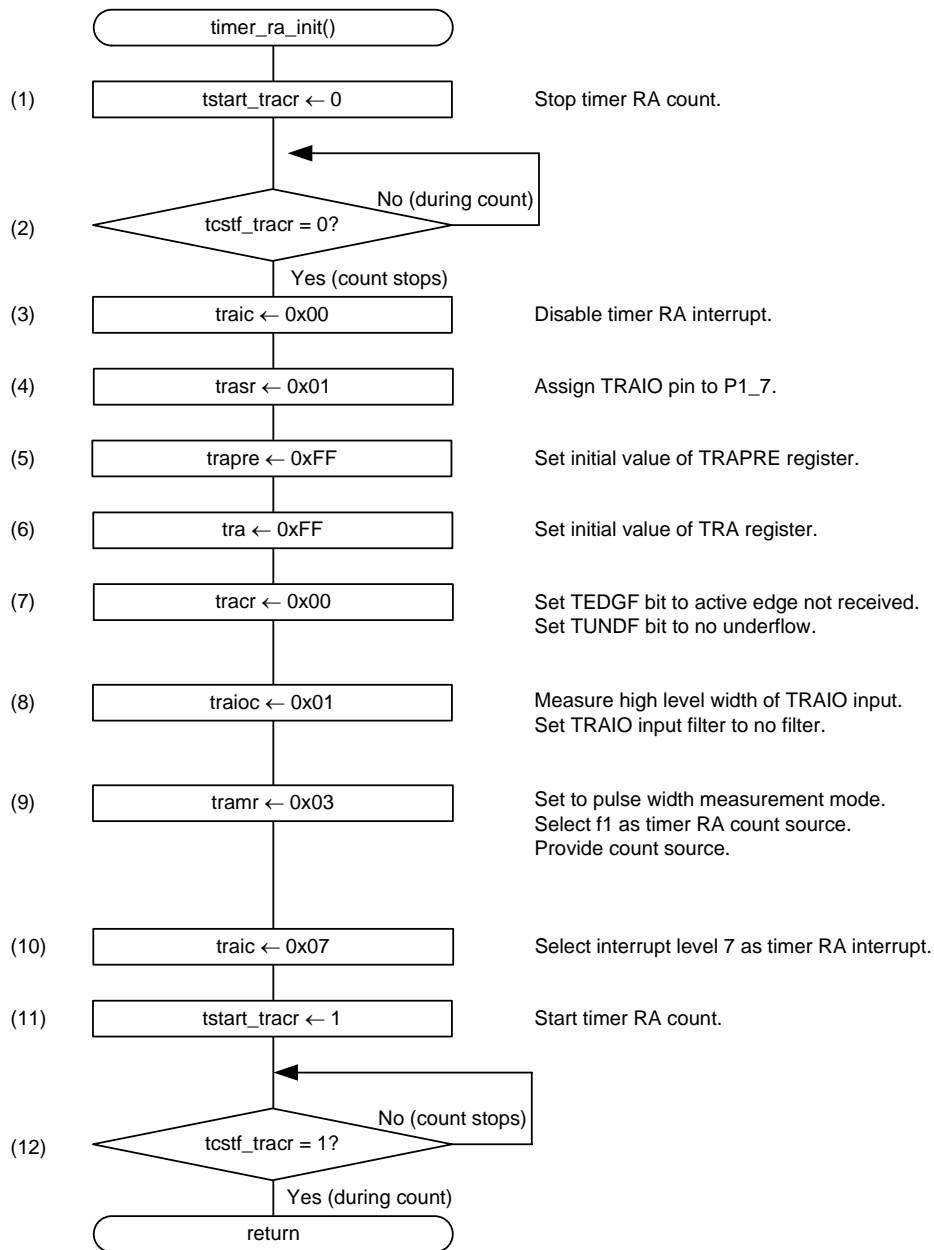 timer_ra_init()
(1) tstart_tracr ← 0 Stop timer RA count.
No (during count)
(2) tcstf_tracr = 0?
Yes (count stops)
(3) traic ← 0x00 Disable timer RA interrupt.
(4) trasr ← 0x01 Assign TRAIO pin to P1_7.
(5) trapre ← 0xFF Set initial value of TRAPRE register.
(6) tra ← 0xFF Set initial value of TRA register.
(7) tracr ← 0x00 Set TEDGF bit to active edge not received.
Set TUNDF bit to no underflow.
(8) traioc ← 0x01 Measure high level width of TRAIO input.
Set TRAIO input filter to no filter.
(9) tramr ← 0x03 Set to pulse width measurement mode.
Select f1 as timer RA count source.
Provide count source.
(10) traic ← 0x07 Select interrupt level 7 as timer RA interrupt.
(11) tstart_tracr ← 1 Start timer RA count.
No (count stops)
(12) tcstf_tracr = 1?
Yes (during count)
return